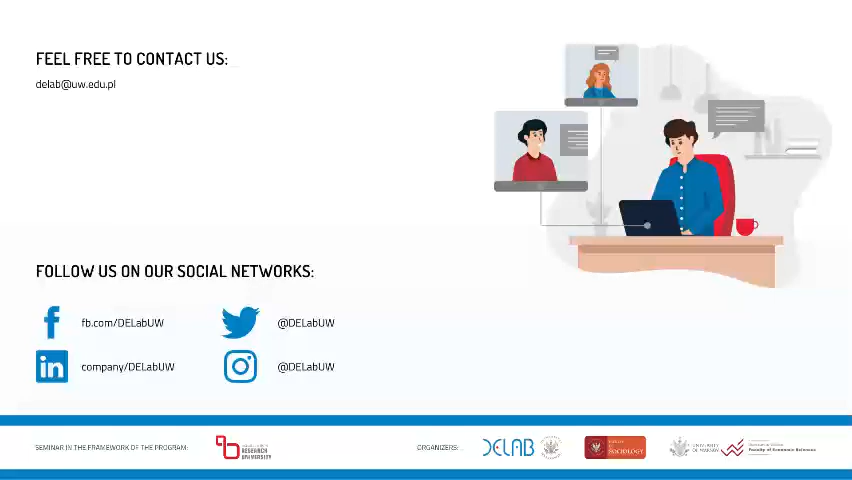 FEEL FREE TO CONTACT US:
delab@uw.edu.pl
FOLLOW US ON OUR SOCIAL NETWORKS:
fb.com/DELabUW
@DELabUW
in company/DELabUW
@DELabUW
SEMINAR IN THE FRAMEWORK OF THE PROGRAM:
RESEARCH
UNIVERSITY
ORGANIZERS:
DELAB
SOCIOLOGY
UNIVERSITY
OF WARSAW
Faculty of Economic Sciences